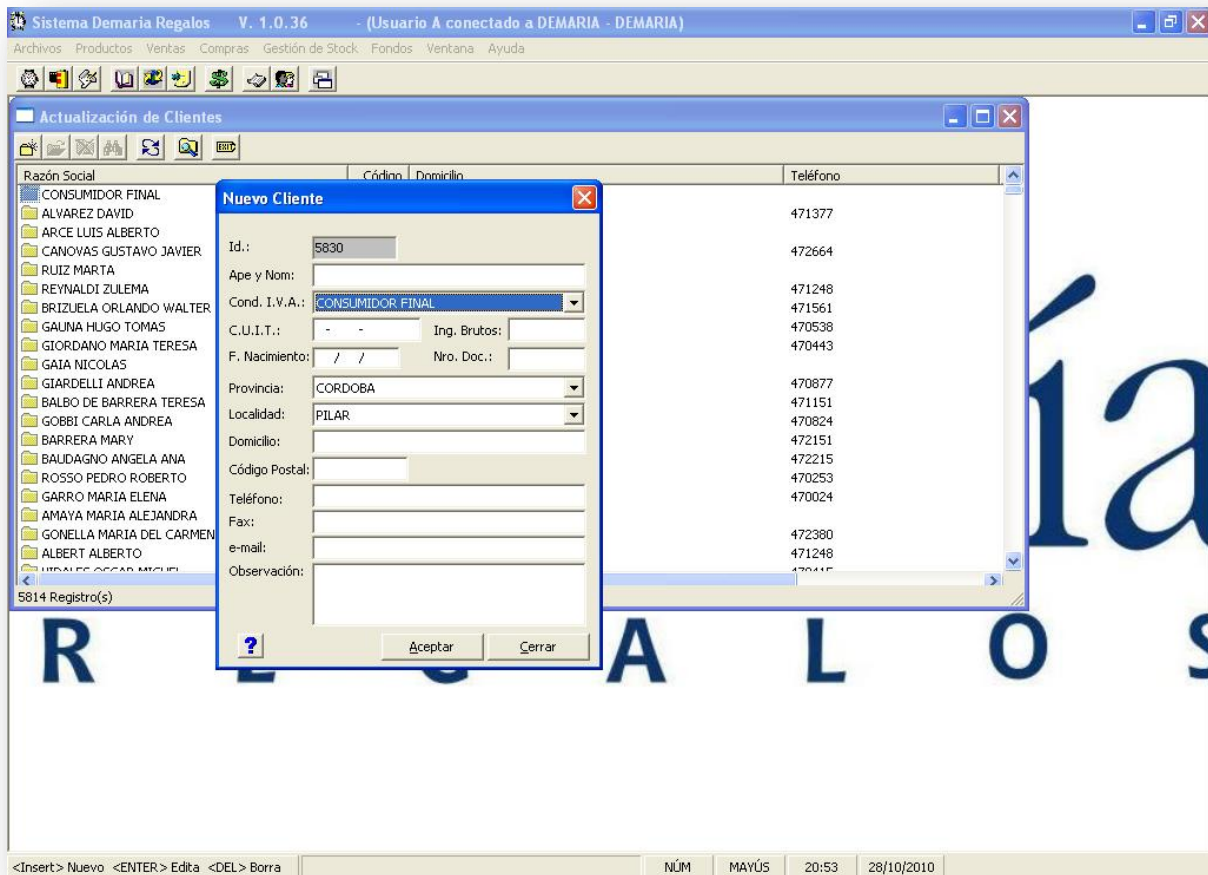 Sistema Demaria Regalos V. 1.0.36 - (Usuario A conectado a DEMARIA - DEMARIA)
Archivos Productos Ventas Compras Gestión de Stock Fondos Ventana Ayuda
Actualización de Clientes
EXIT
Razón Social Código Domicilio Teléfono
CONSUMIDOR FINAL
ALVAREZ DAVID 471377
ARCE LUIS ALBERTO
CANOVAS GUSTAVO JAVIER 472664
RUIZ MARTA
REYNALDI ZULEMA 471248
BRIZUELA ORLANDO WALTER 471561
GAUNA HUGO TOMAS 470538
GIORDANO MARIA TERESA 470443
GAIA NICOLAS
GIARDELLI ANDREA 470877
BALBO DE BARRERA TERESA 471151
GOBBI CARLA ANDREA 470824
BARRERA MARY 472151
BAUDAGNO ANGELA ANA 472215
ROSSO PEDRO ROBERTO 470253
GARRO MARIA ELENA 470024
AMAYA MARIA ALEJANDRA
GONELLA MARIA DEL CARMEN 472380
ALBERT ALBERTO 471248
5814 Registro(s)
Nuevo Cliente
Id.: 5830
Ape y Nom:
Cond. I.V.A.: CONSUMIDOR FINAL
C.U.I.T.: - - Ing. Brutos:
F. Nacimiento: / / Nro. Doc.:
Provincia: CORDOBA
Localidad: PILAR
Domicilio:
Código Postal:
Teléfono:
Fax:
e-mail:
Observación:
? Aceptar Cerrar
ía
R E G A L O S
<Insert> Nuevo <ENTER> Edita <DEL> Borra NÚM MAYÚS 20:53 28/10/2010